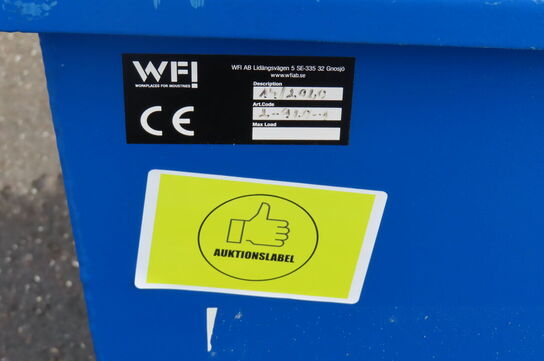 WFI
WORKPLACES FOR INDUSTRIES
WFI AB Lidängsvägen 5 SE-335 32 Gnosjö
www.wfiab.se
Description
Art.Code
Max Load
CE
AUKTIONSLABEL